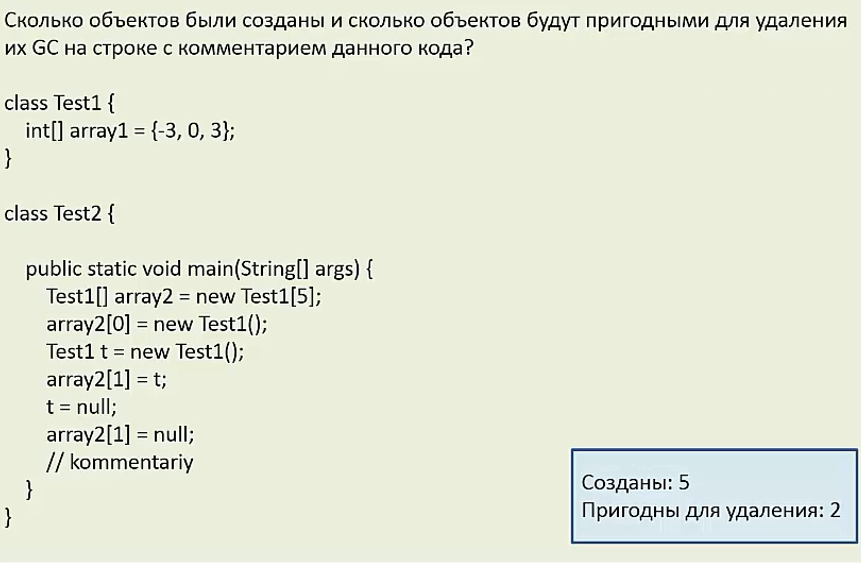 Сколько объектов были созданы и сколько объектов будут пригодными для удаления
их GC на строке с комментарием данного кода?
class Test1 {
int[] array1 = {-3, 0, 3};
}
class Test2 {
public static void main(String[] args) {
Test1[] array2 = new Test1[5];
array2[0] = new Test1();
Test1 t = new Test1();
array2[1] = t;
t = null;
array2[1] = null;
// kommentariy
}
}
Созданы: 5
Пригодны для удаления: 2